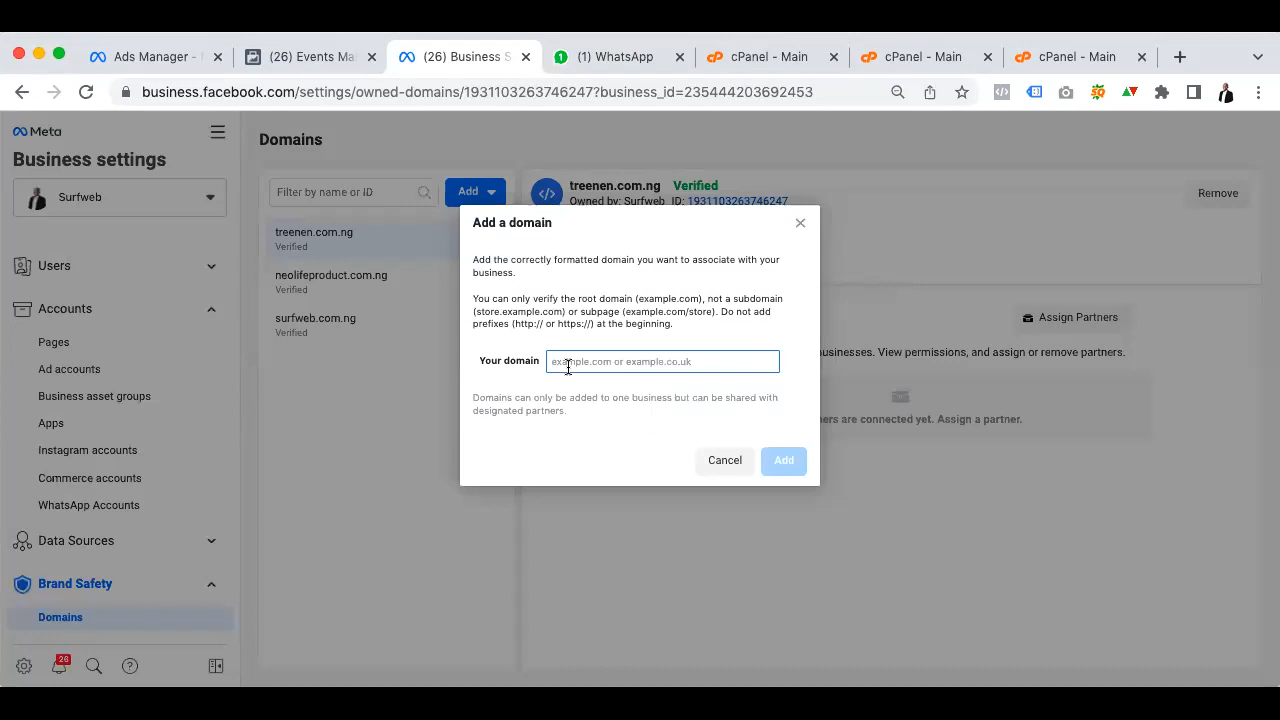 Ads Manager -
(26) Events Ma
(26) Business S
1
(1) WhatsApp
cPanel - Main
cPanel - Main
cPanel - Main
business.facebook.com/settings/owned-domains/1931103263746247?business_id=235444203692453
Meta
Business settings
Surfweb
Users
Accounts
Pages
Ad accounts
Business asset groups
Apps
Instagram accounts
Commerce accounts
WhatsApp Accounts
Data Sources
Brand Safety
Domains
26
Domains
Filter by name or ID
Add
treenen.com.ng
Verified
neolifeproduct.com.ng
Verified
surfweb.com.ng
Verified
treenen.com.ng Verified
Owned by: Surfweb ID: 1931103263746247
Remove
Assign Partners
businesses. View permissions, and assign or remove partners.
ers are connected yet. Assign a partner.
Add a domain
Add the correctly formatted domain you want to associate with your
business.
You can only verify the root domain (example.com), not a subdomain
(store.example.com) or subpage (example.com/store). Do not add
prefixes (http:// or https://) at the beginning.
Your domain
example.com or example.co.uk
Domains can only be added to one business but can be shared with
designated partners.
Cancel
Add